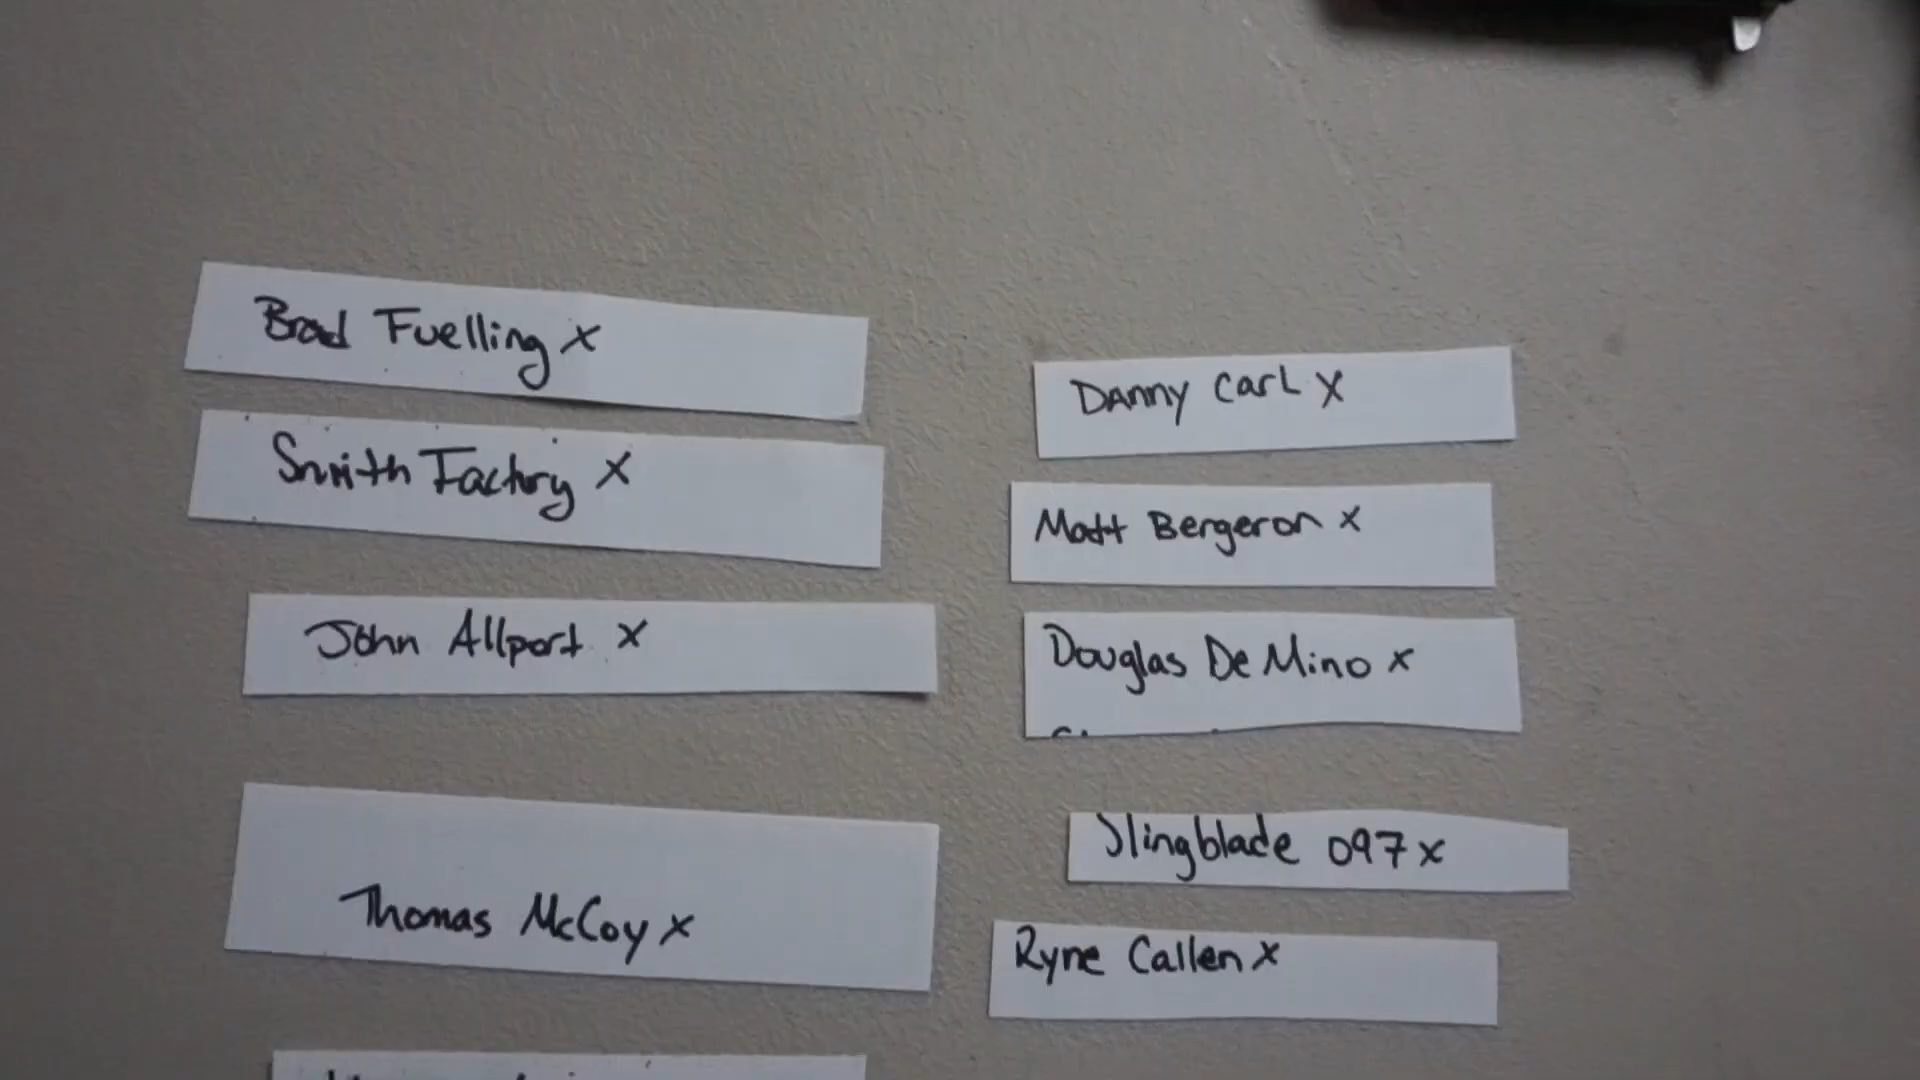 Brad Fuelling x
Smith Factory x
John Allport x
Thomas McCoy x
Danny Carl x
Matt Bergeron x
Douglas De Mino x
Slingblade 097 x
Ryne Callen x